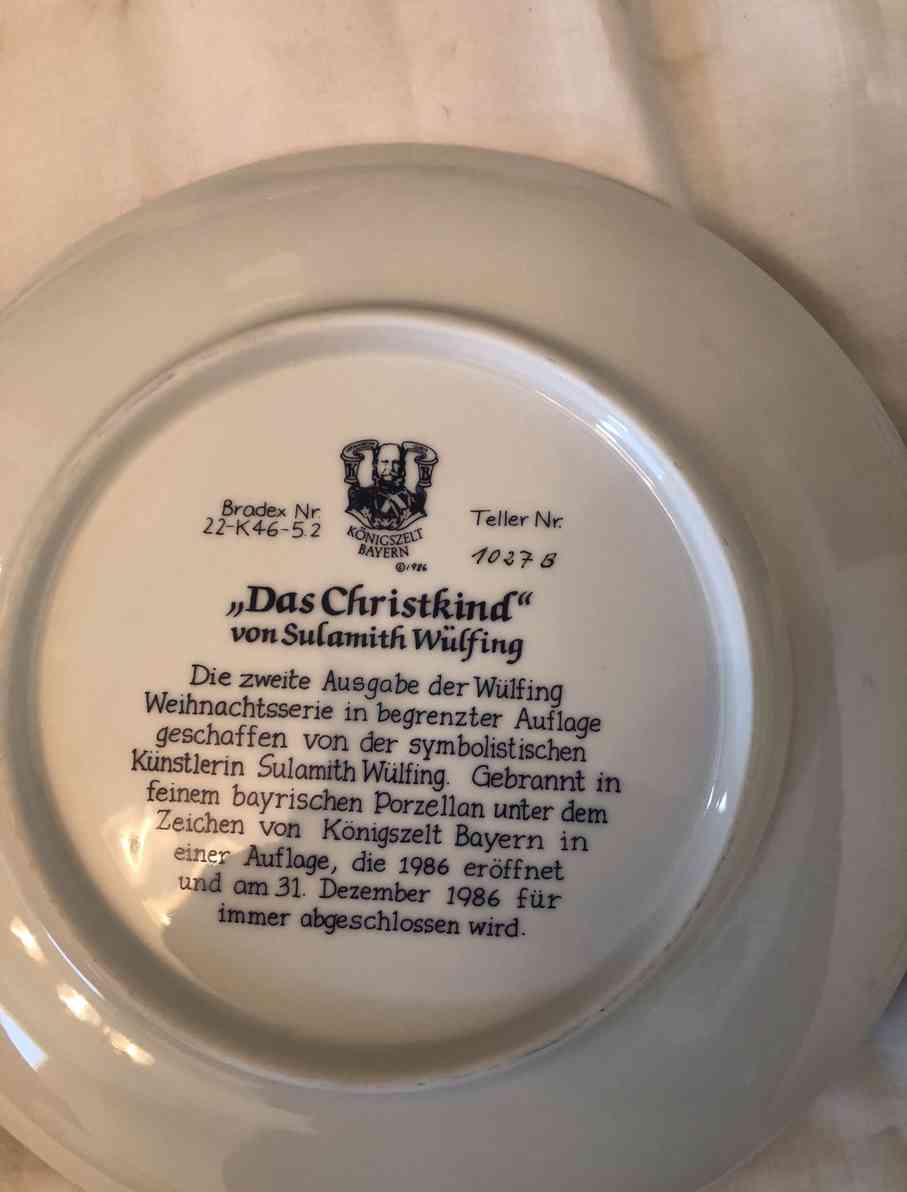 Bradex Nr.
22-K46-5.2
KÖNIGSZELT
BAYERN
©1986
Teller Nr.
1027B
„Das Christkind“
von Sulamith Wülfing
Die zweite Ausgabe der Wülfing
Weihnachtsserie in begrenzter Auflage
geschaffen von der symbolistischen
Künstlerin Sulamith Wülfing. Gebrannt in
feinem bayrischen Porzellan unter dem
Zeichen von Königszelt Bayern in
einer Auflage, die 1986 eröffnet
und am 31. Dezember 1986 für
immer abgeschlossen wird.